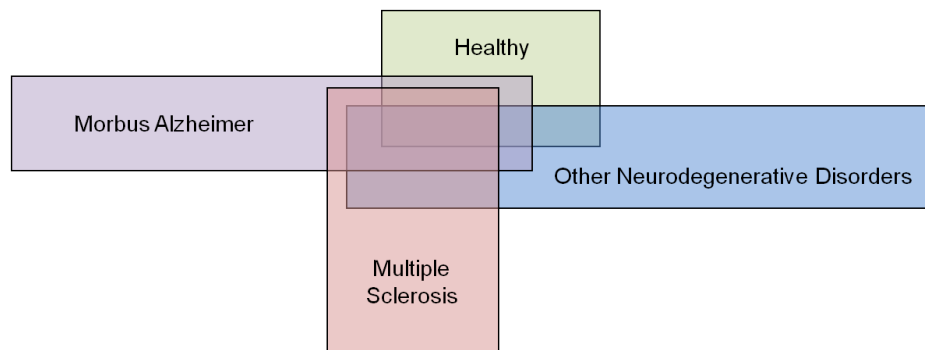 Healthy
Morbus Alzheimer
Other Neurodegenerative Disorders
Multiple
Sclerosis